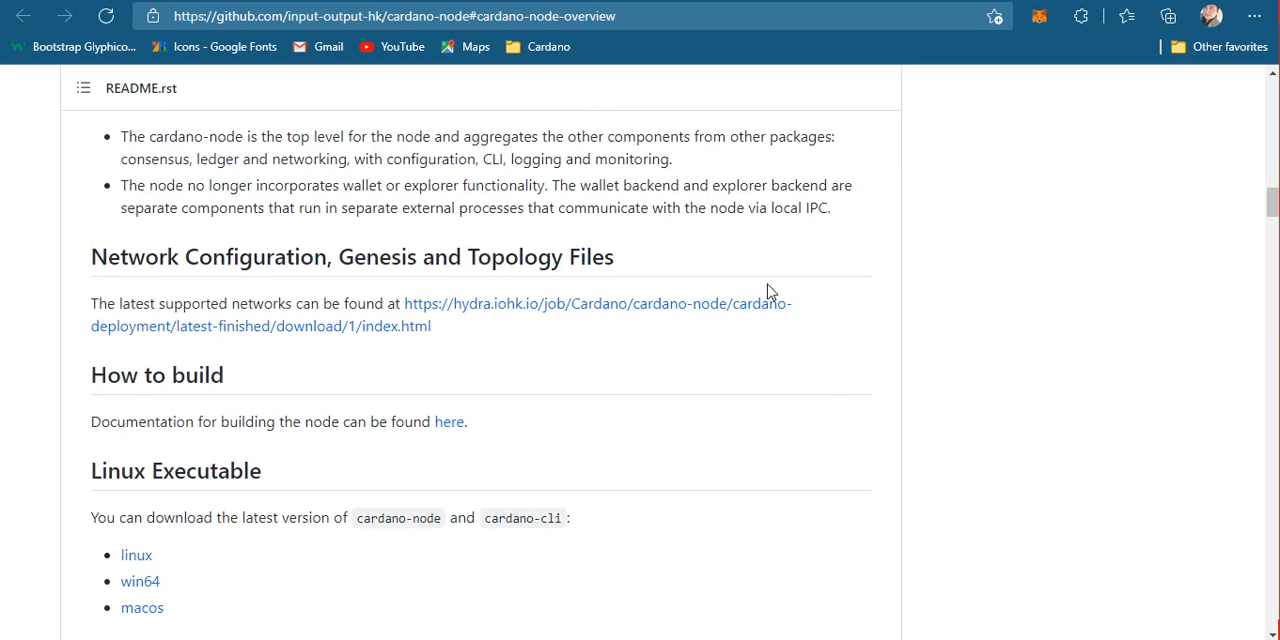 https://github.com/input-output-hk/cardano-node#cardano-node-overview
Bootstrap Glyphico... Icons - Google Fonts Gmail YouTube Maps Cardano Other favorites
README.rst
• The cardano-node is the top level for the node and aggregates the other components from other packages:
consensus, ledger and networking, with configuration, CLI, logging and monitoring.
• The node no longer incorporates wallet or explorer functionality. The wallet backend and explorer backend are
separate components that run in separate external processes that communicate with the node via local IPC.
Network Configuration, Genesis and Topology Files
The latest supported networks can be found at https://hydra.iohk.io/job/Cardano/cardano-node/cardano-
deployment/latest-finished/download/1/index.html
How to build
Documentation for building the node can be found here.
Linux Executable
You can download the latest version of cardano-node and cardano-cli:
• linux
• win64
• macos